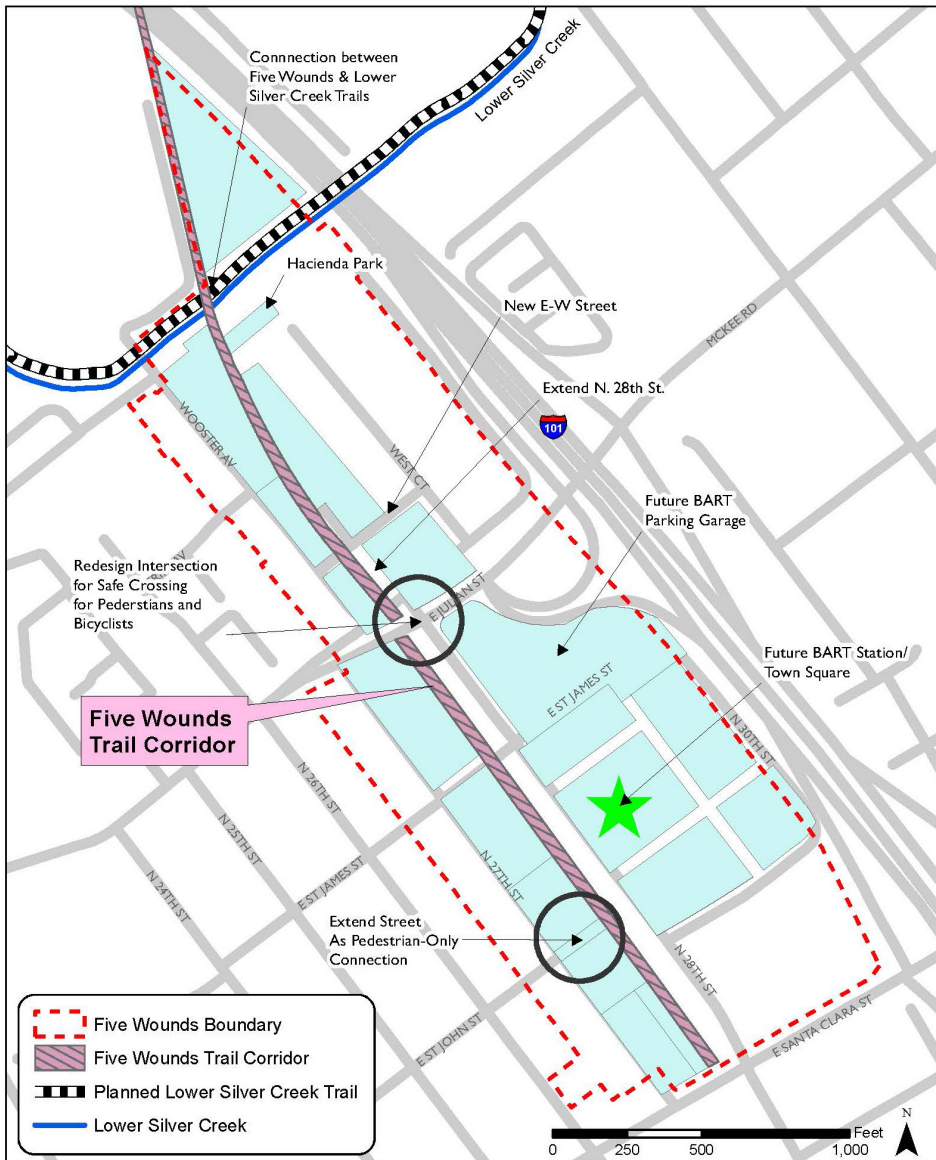 Connnection between
Five Wounds & Lower
Silver Creek Trails
Lower Silver Creek
Hacienda Park
New E-W Street
MCKEE RD
Extend N. 28th St.
101
WOOSTER AV
WEST CT
Future BART
Parking Garage
AV
Redesign Intersection
for Safe Crossing
for Pederstians and
Bicyclists
E JULIAN ST
Future BART Station/
Town Square
E ST JAMES ST
Five Wounds
Trail Corridor
N 30TH ST
N 26TH ST
N 25TH ST
N 24TH ST
E ST JAMES ST
N 27TH ST
Extend Street
As Pedestrian-Only
Connection
N 28TH ST
E ST JOHN ST
E SANTA CLARA ST
Five Wounds Boundary
Five Wounds Trail Corridor
Planned Lower Silver Creek Trail
Lower Silver Creek
N
Feet
0 250 500 1,000